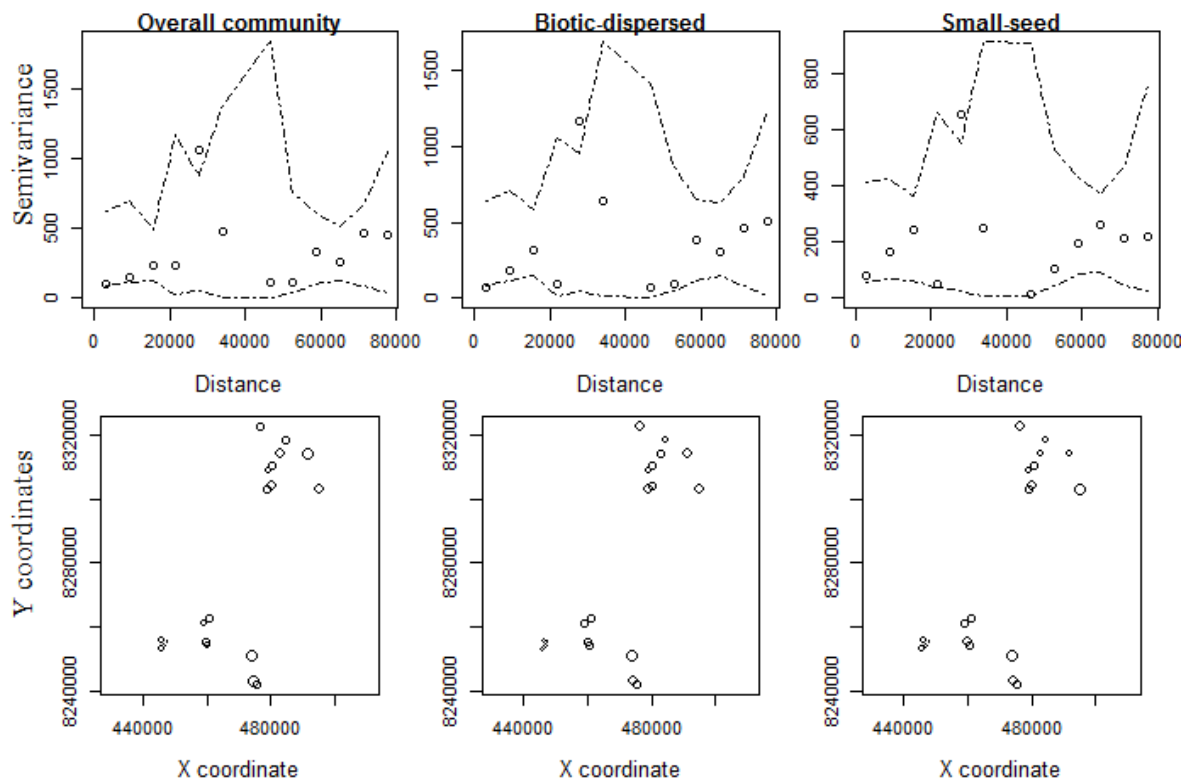 Overall community
Biotic-dispersed
Small-seed
Semivariance
0 500 1000 1500
0 500 1000 1500
0 200 400 600 800
0 20000 40000 60000 80000
0 20000 40000 60000 80000
0 20000 40000 60000 80000
Distance
Distance
Distance
Y coordinates
8240000 8280000 8320000
8240000 8280000 8320000
8240000 8280000 8320000
440000 480000
440000 480000
440000 480000
X coordinate
X coordinate
X coordinate